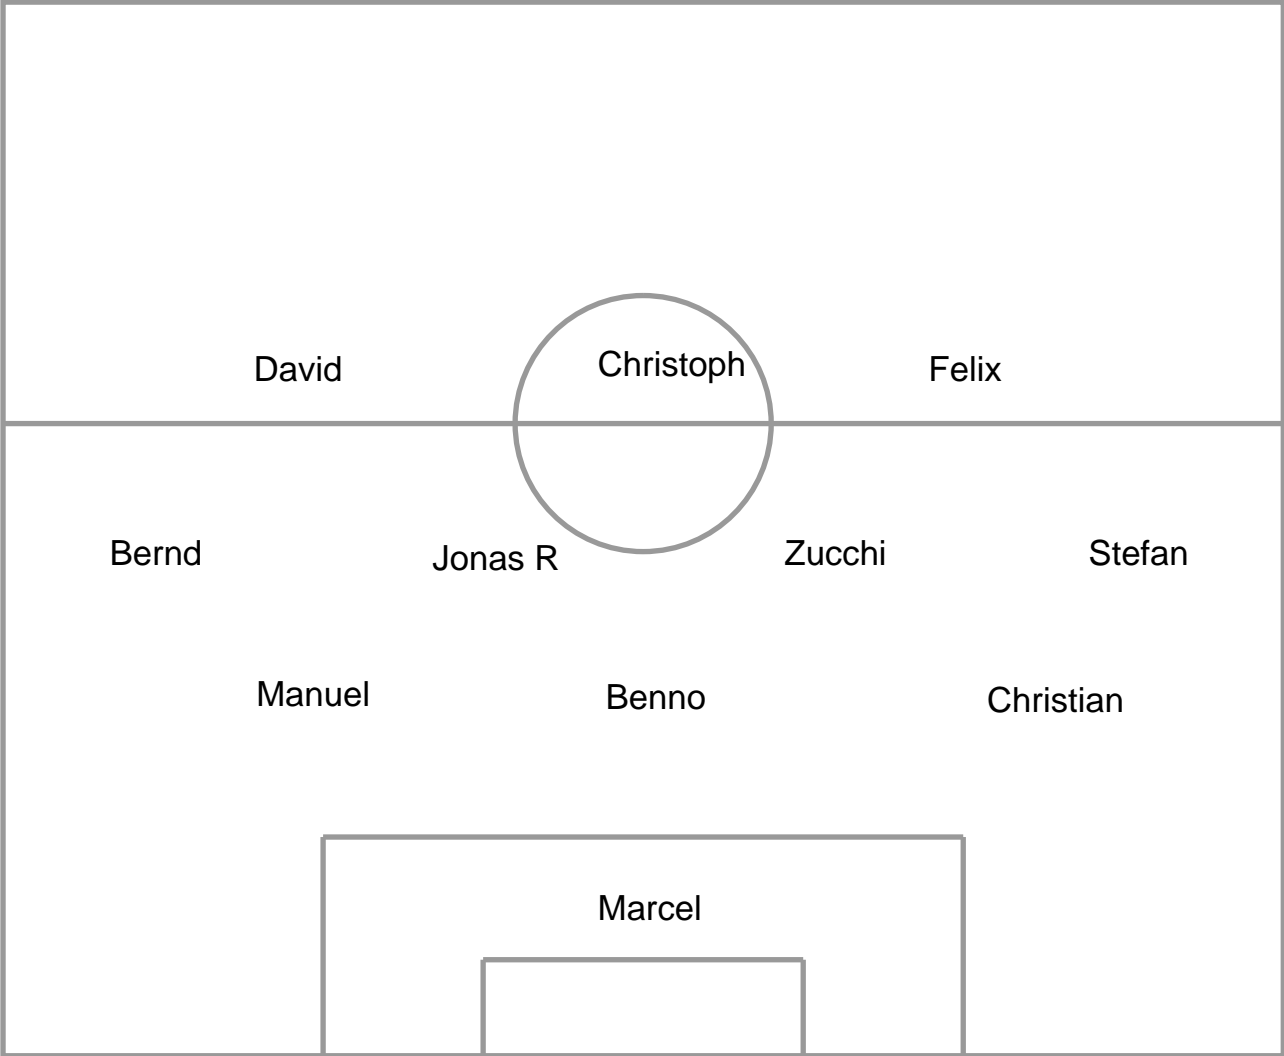 David Christoph Felix
Bernd Jonas R Zucchi Stefan
Manuel Benno Christian
Marcel